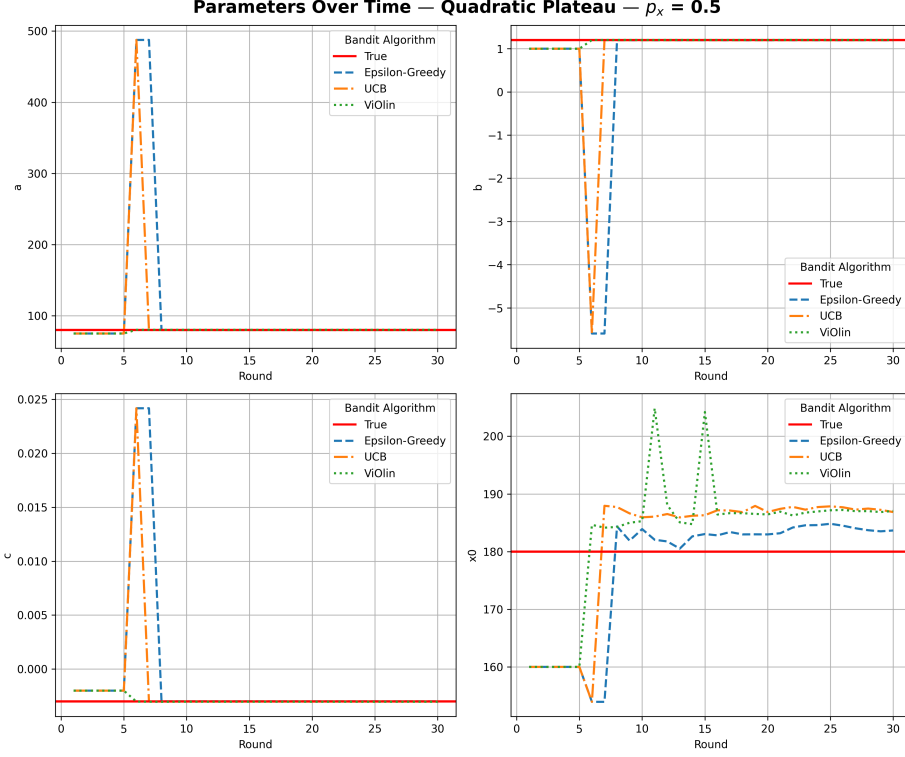 Parameters Over Time — Quadratic Plateau — pₓ = 0.5
500
400
300
200
100
a
0 5 10 15 20 25 30
Round
Bandit Algorithm
True
Epsilon-Greedy
UCB
ViOlin
1
0
−1
−2
−3
−4
−5
b
0 5 10 15 20 25 30
Round
Bandit Algorithm
True
Epsilon-Greedy
UCB
ViOlin
0.025
0.020
0.015
0.010
0.005
0.000
c
0 5 10 15 20 25 30
Round
Bandit Algorithm
True
Epsilon-Greedy
UCB
ViOlin
200
190
180
170
160
x0
0 5 10 15 20 25 30
Round
Bandit Algorithm
True
Epsilon-Greedy
UCB
ViOlin